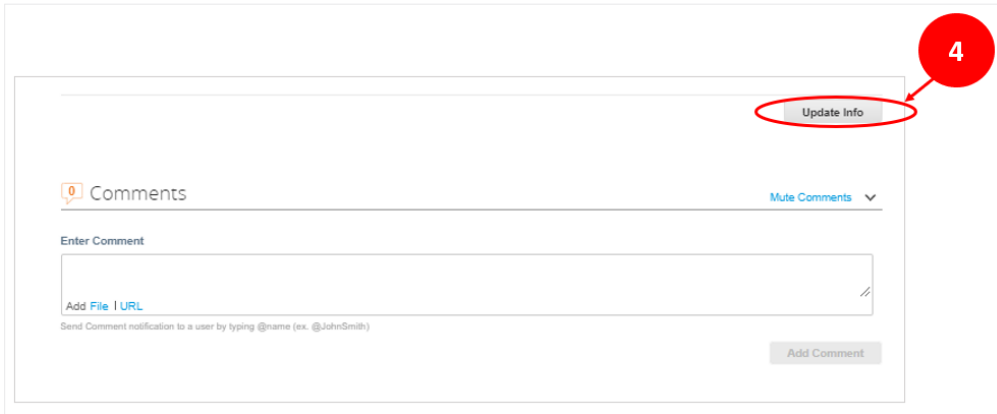 4
Update Info
0 Comments
Mute Comments
Enter Comment
Add File | URL
Send Comment notification to a user by typing @name (ex. @JohnSmith)
Add Comment